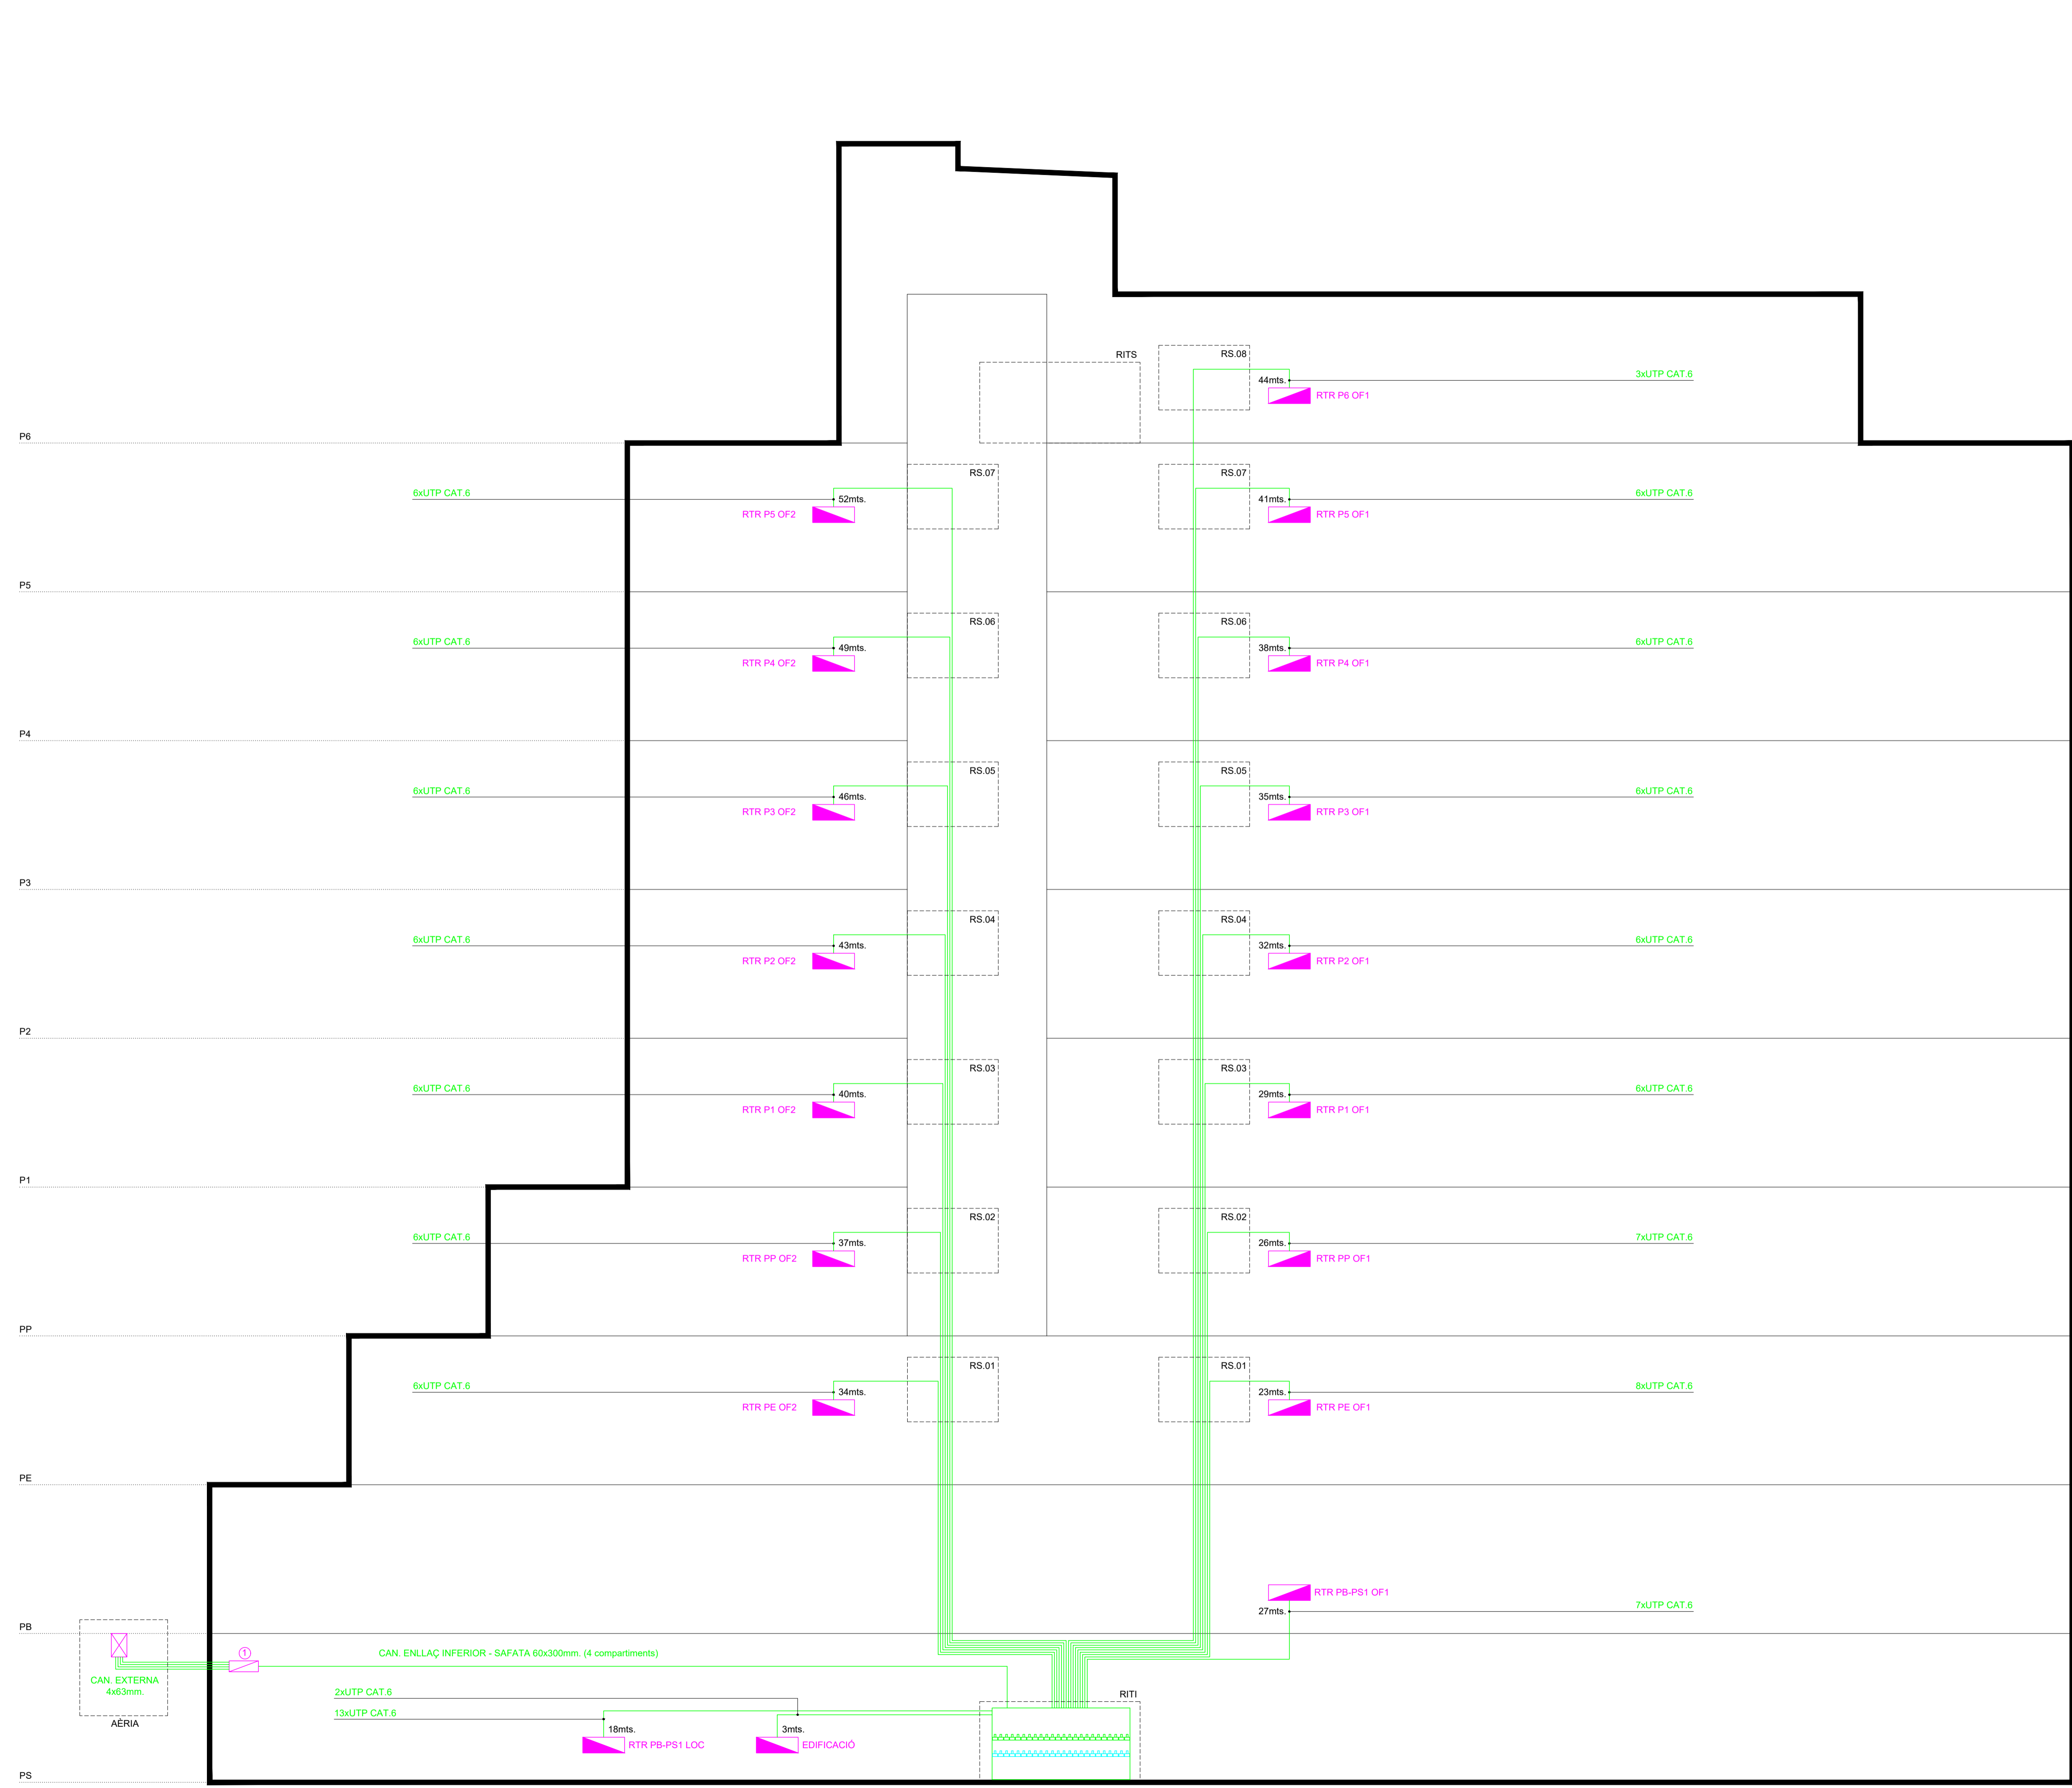 RITS
RS.08
44mts.
3xUTP CAT.6
RTR P6 OF1
P6
RS.07
RS.07
6xUTP CAT.6
52mts.
41mts.
6xUTP CAT.6
RTR P5 OF2
RTR P5 OF1
P5
RS.06
RS.06
6xUTP CAT.6
49mts.
38mts.
6xUTP CAT.6
RTR P4 OF2
RTR P4 OF1
P4
RS.05
RS.05
6xUTP CAT.6
46mts.
35mts.
6xUTP CAT.6
RTR P3 OF2
RTR P3 OF1
P3
RS.04
RS.04
6xUTP CAT.6
43mts.
32mts.
6xUTP CAT.6
RTR P2 OF2
RTR P2 OF1
P2
RS.03
RS.03
6xUTP CAT.6
40mts.
29mts.
6xUTP CAT.6
RTR P1 OF2
RTR P1 OF1
P1
RS.02
RS.02
6xUTP CAT.6
37mts.
26mts.
7xUTP CAT.6
RTR PP OF2
RTR PP OF1
PP
RS.01
RS.01
6xUTP CAT.6
34mts.
23mts.
8xUTP CAT.6
RTR PE OF2
RTR PE OF1
PE
RTR PB-PS1 OF1
27mts.
7xUTP CAT.6
PB
1
CAN. ENLLAÇ INFERIOR - SAFATA 60x300mm. (4 compartiments)
CAN. EXTERNA
4x63mm.
AÈRIA
2xUTP CAT.6
RITI
13xUTP CAT.6
18mts.
3mts.
RTR PB-PS1 LOC
EDIFICACIÓ
PS